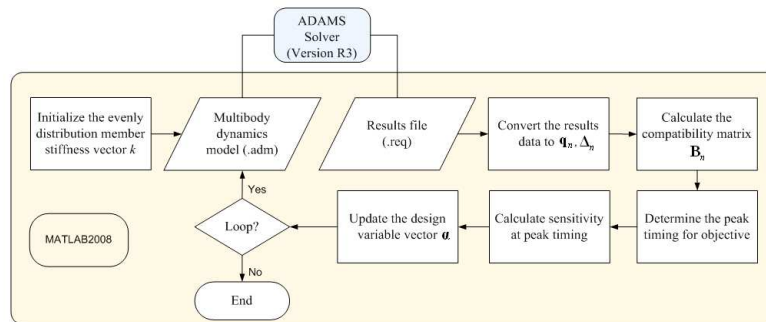 ADAMS
Solver
(Version R3)
Initialize the evenly
distribution member
stiffness vector k
Multibody
dynamics
model (.adm)
Results file
(.req)
Convert the results
data to qₙ, Δₙ
Calculate the
compatibility matrix
Bₙ
Determine the peak
timing for objective
Calculate sensitivity
at peak timing
Update the design
variable vector α
Loop?
Yes
No
End
MATLAB2008